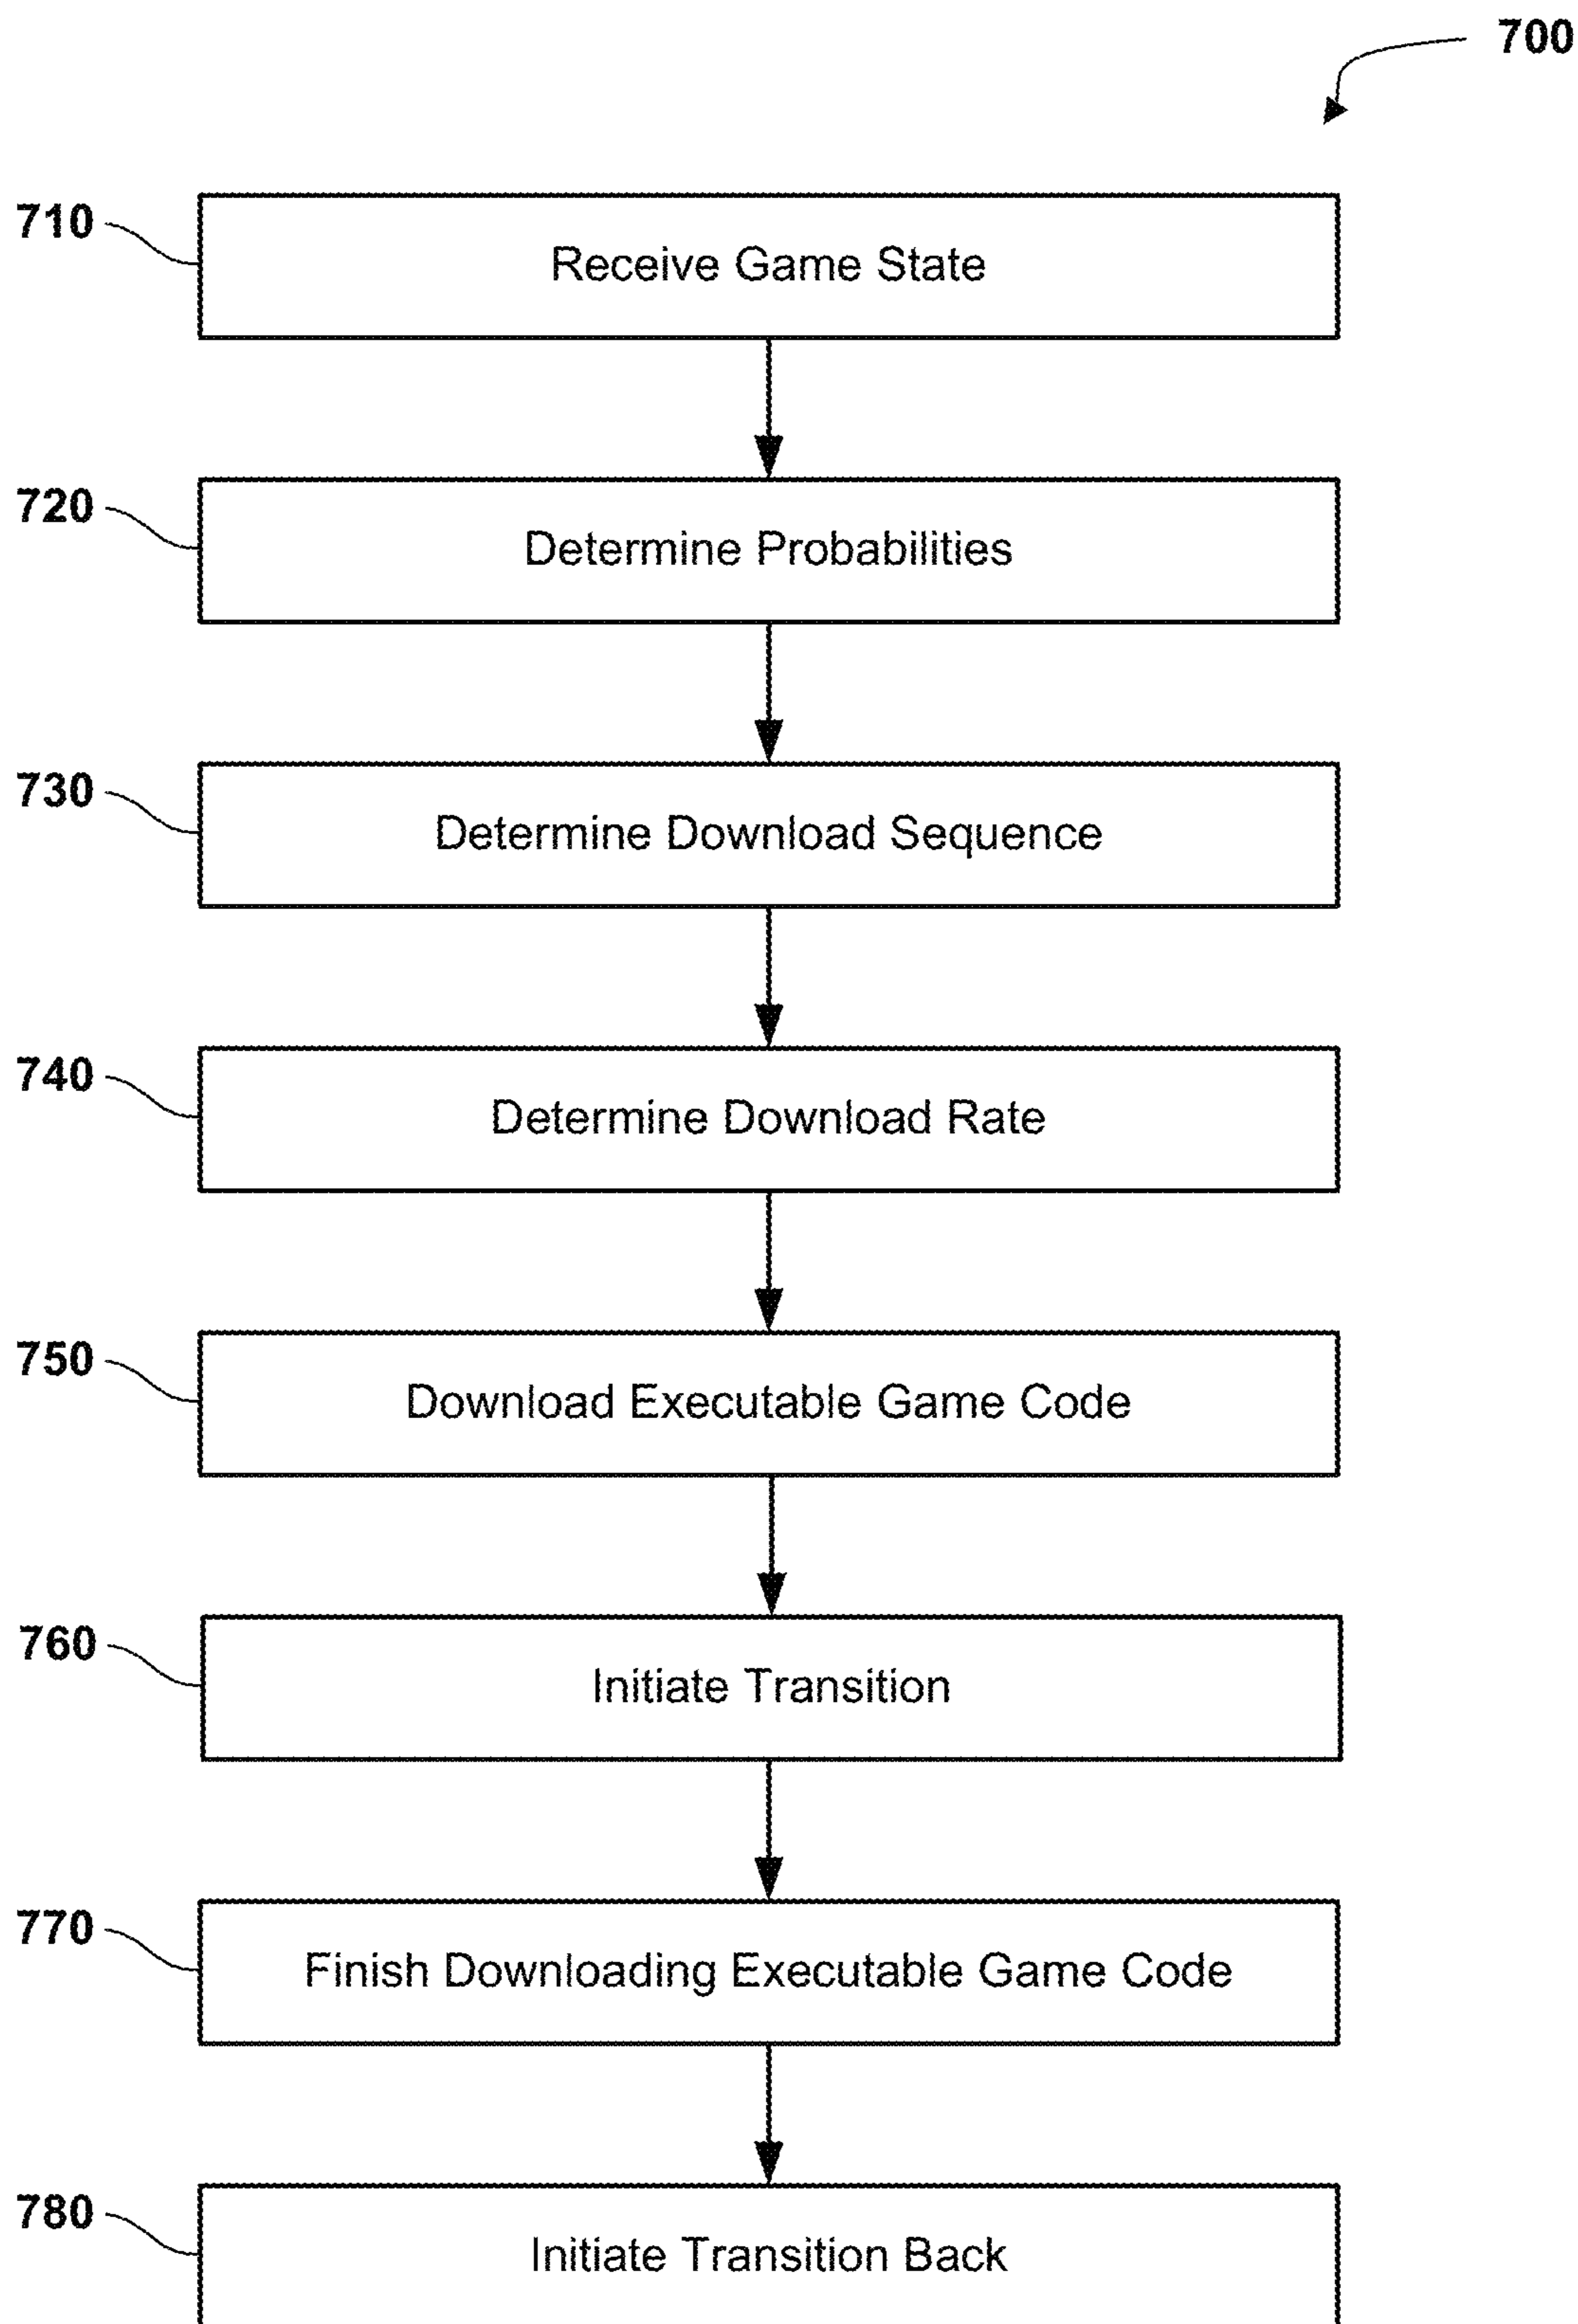 700
710
Receive Game State
720
Determine Probabilities
730
Determine Download Sequence
740
Determine Download Rate
750
Download Executable Game Code
760
Initiate Transition
770
Finish Downloading Executable Game Code
780
Initiate Transition Back